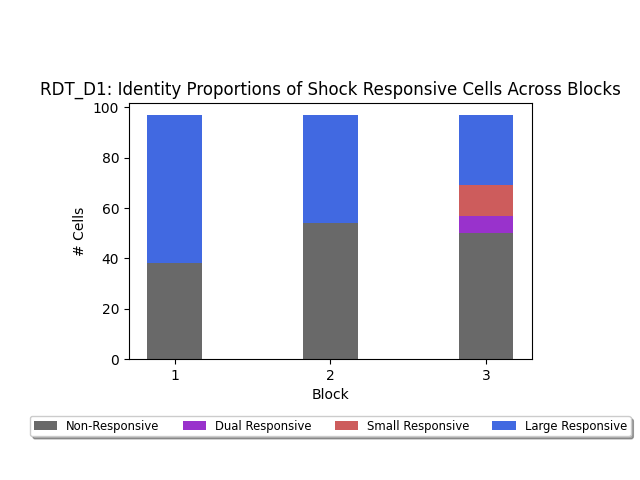 RDT_D1: Identity Proportions of Shock Responsive Cells Across Blocks
100
80
60
40
20
0
# Cells
1 2 3
Block
Non-Responsive Dual Responsive Small Responsive Large Responsive